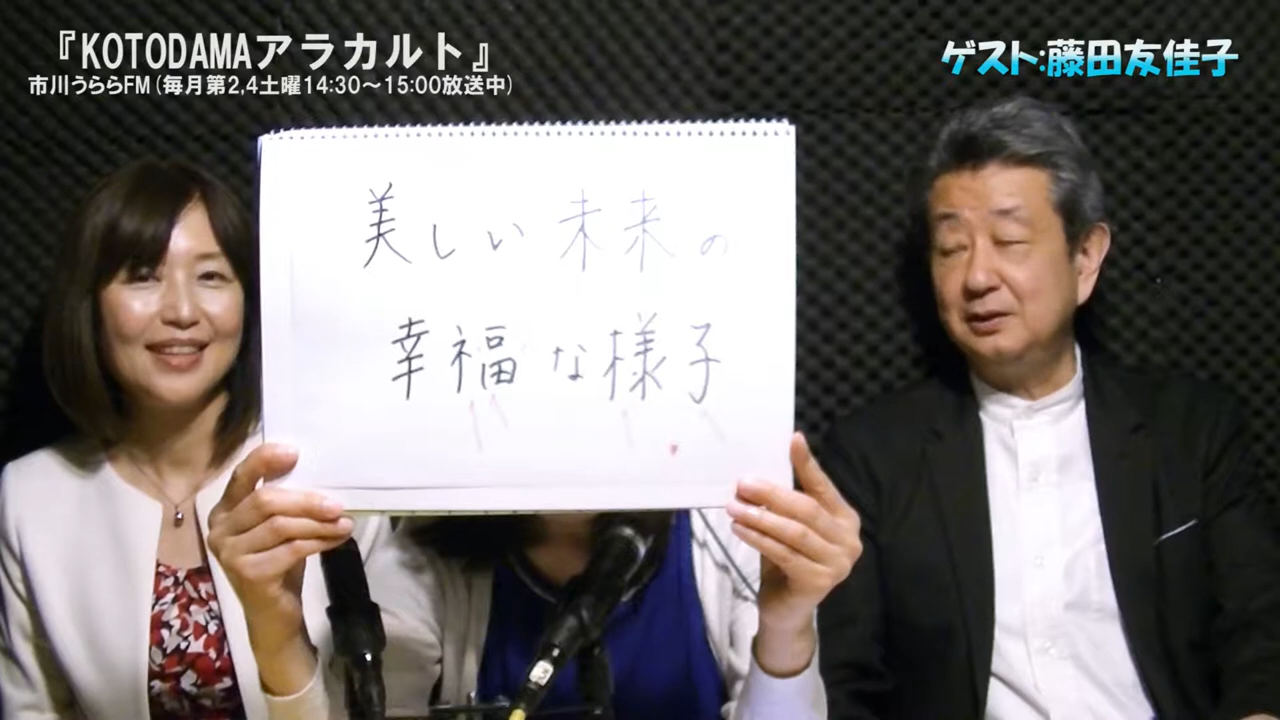 『KOTODAMAアラカルト』
市川うららFM(毎月第2,4土曜14:30～15:00放送中)
ゲスト:藤田友佳子
美しい未来の
幸福な様子